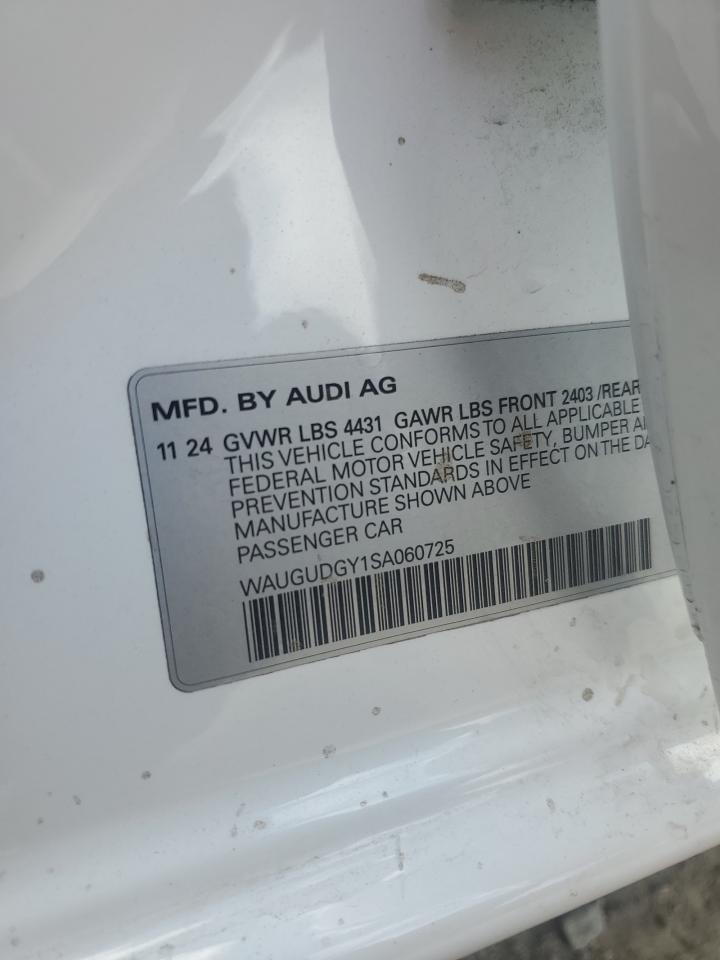 MFD. BY AUDI AG
11 24 GVWR LBS 4431 GAWR LBS FRONT 2403 /REAR
THIS VEHICLE CONFORMS TO ALL APPLICABLE
FEDERAL MOTOR VEHICLE SAFETY, BUMPER
PREVENTION STANDARDS IN EFFECT ON THE
MANUFACTURE SHOWN ABOVE
PASSENGER CAR
WAUGUDGY1SA060725